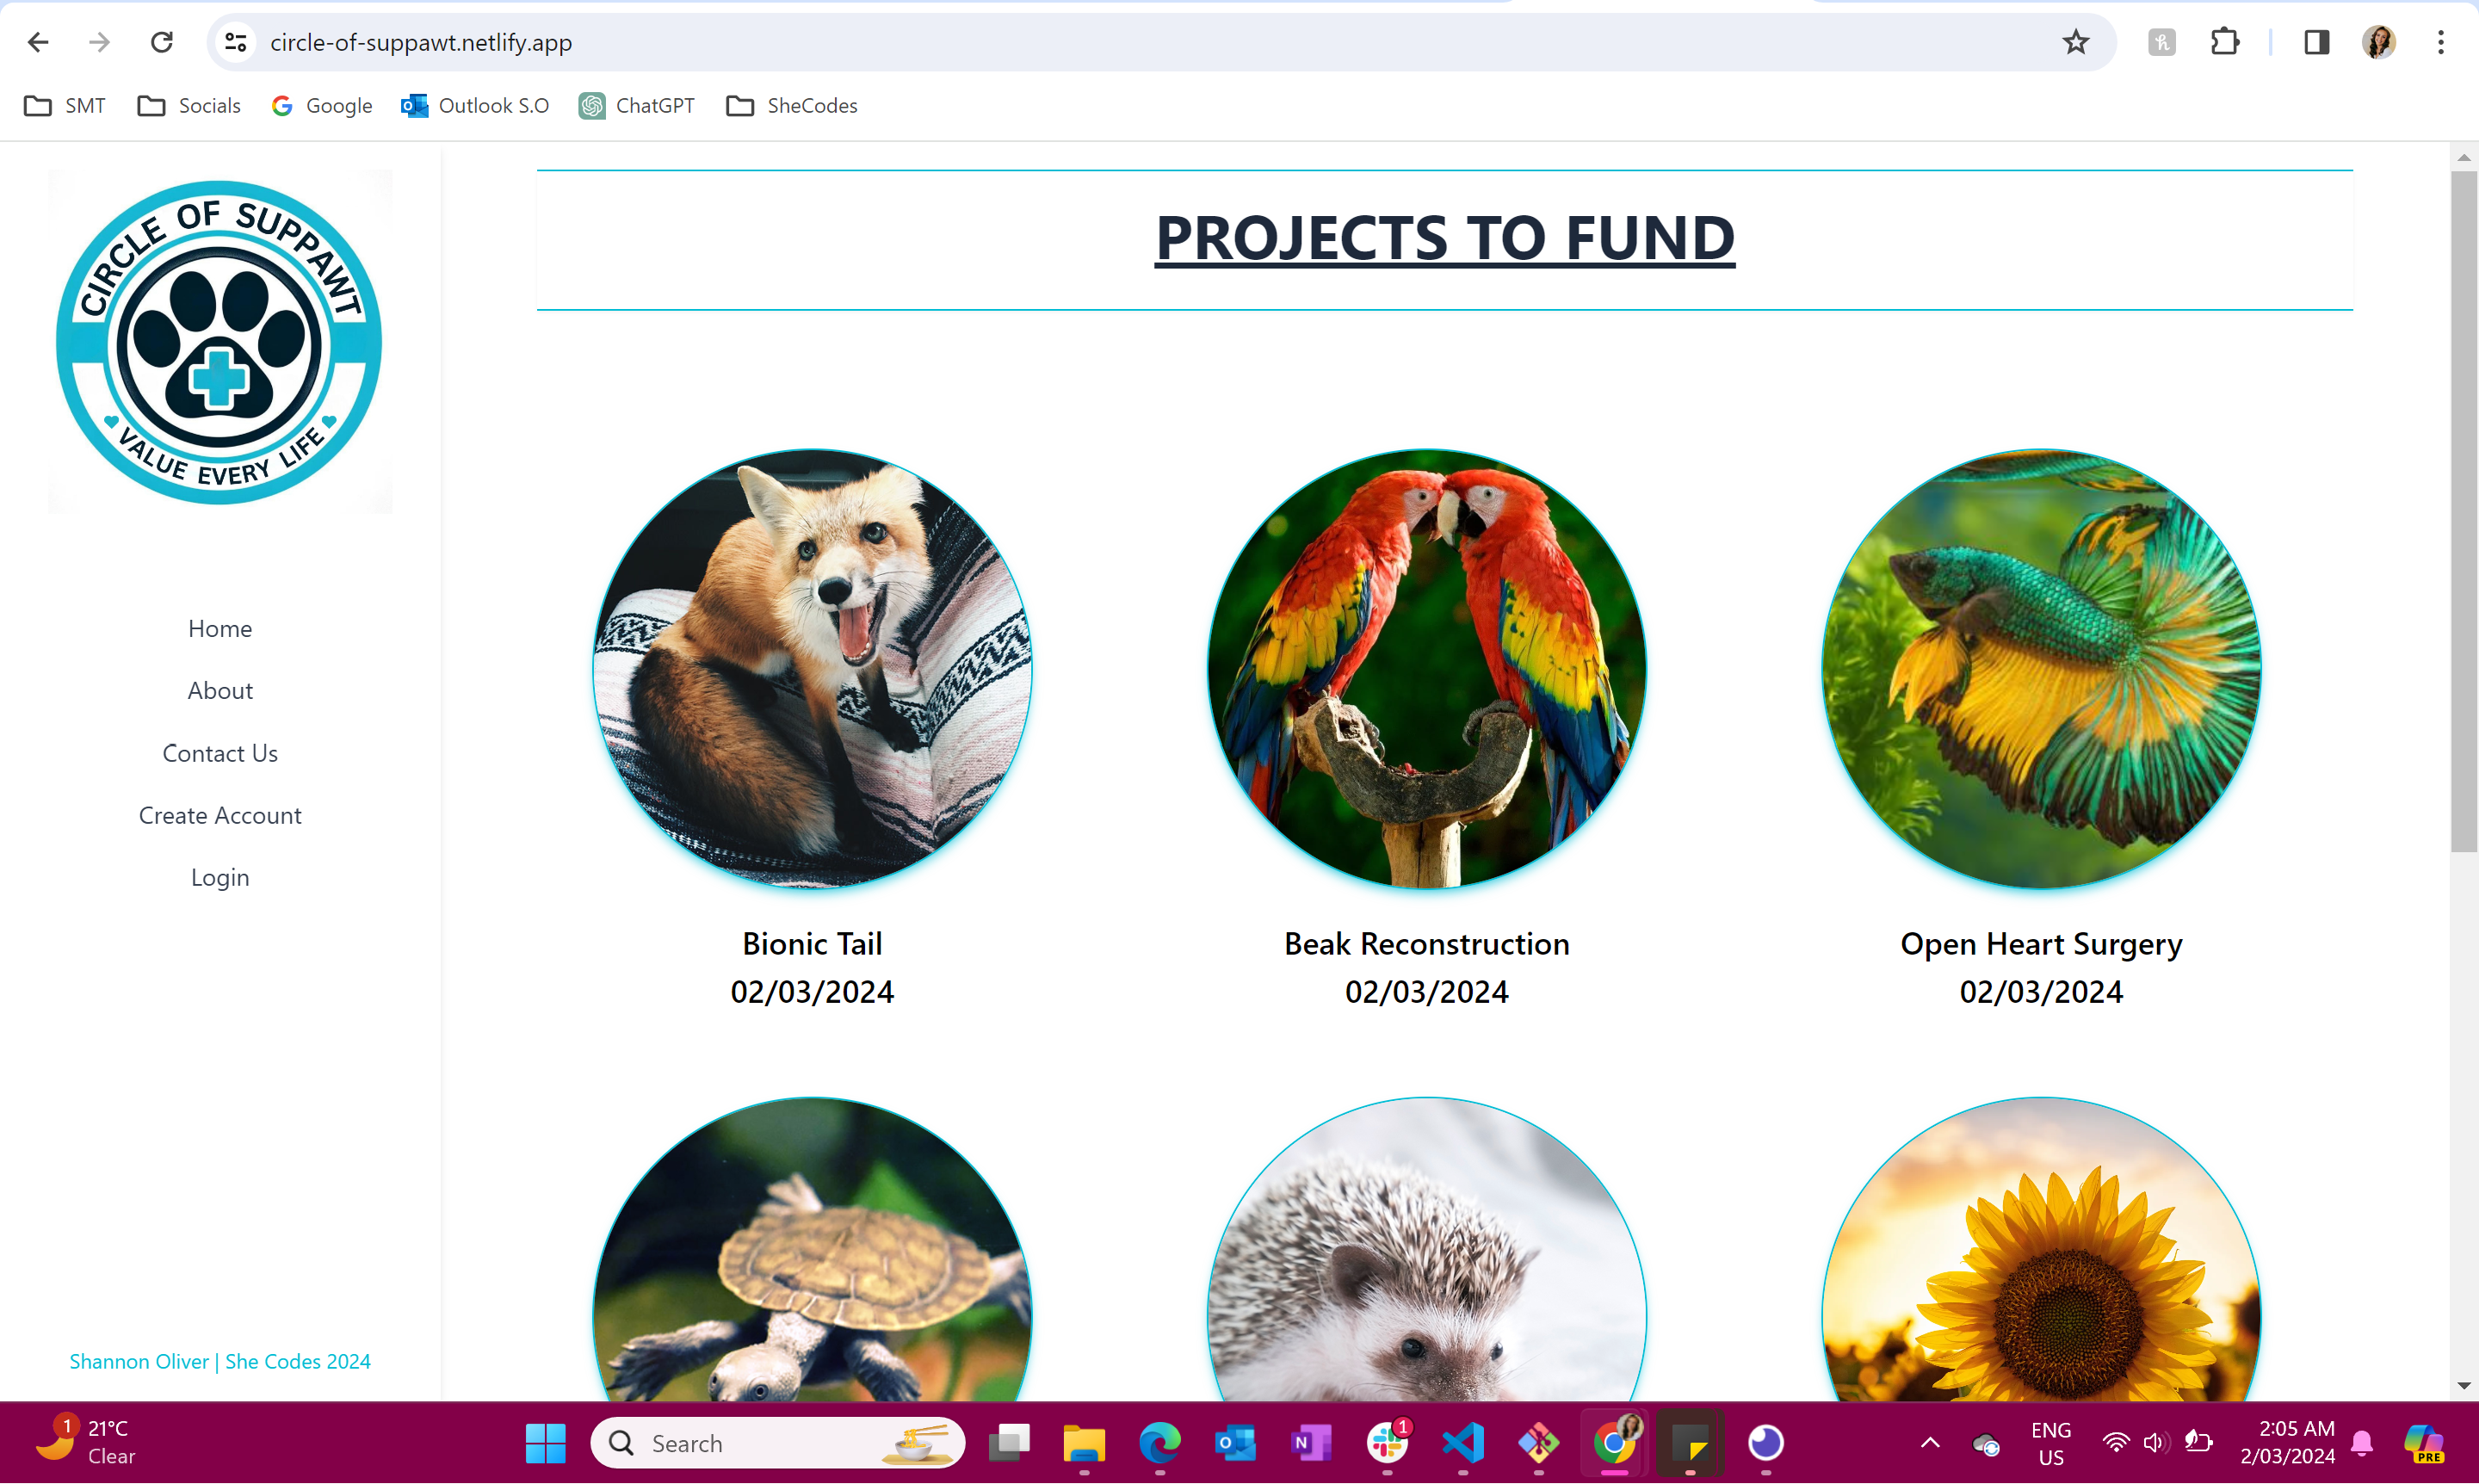 circle-of-suppawt.netlify.app
SMT
Socials
Google
Outlook S.O
ChatGPT
SheCodes
CIRCLE OF SUPPAWT
VALUE EVERY LIFE
Home
About
Contact Us
Create Account
Login
Shannon Oliver | She Codes 2024
PROJECTS TO FUND
Bionic Tail
02/03/2024
Beak Reconstruction
02/03/2024
Open Heart Surgery
02/03/2024
1
21°C
Clear
Search
1
ENG
US
2:05 AM
2/03/2024
PRE